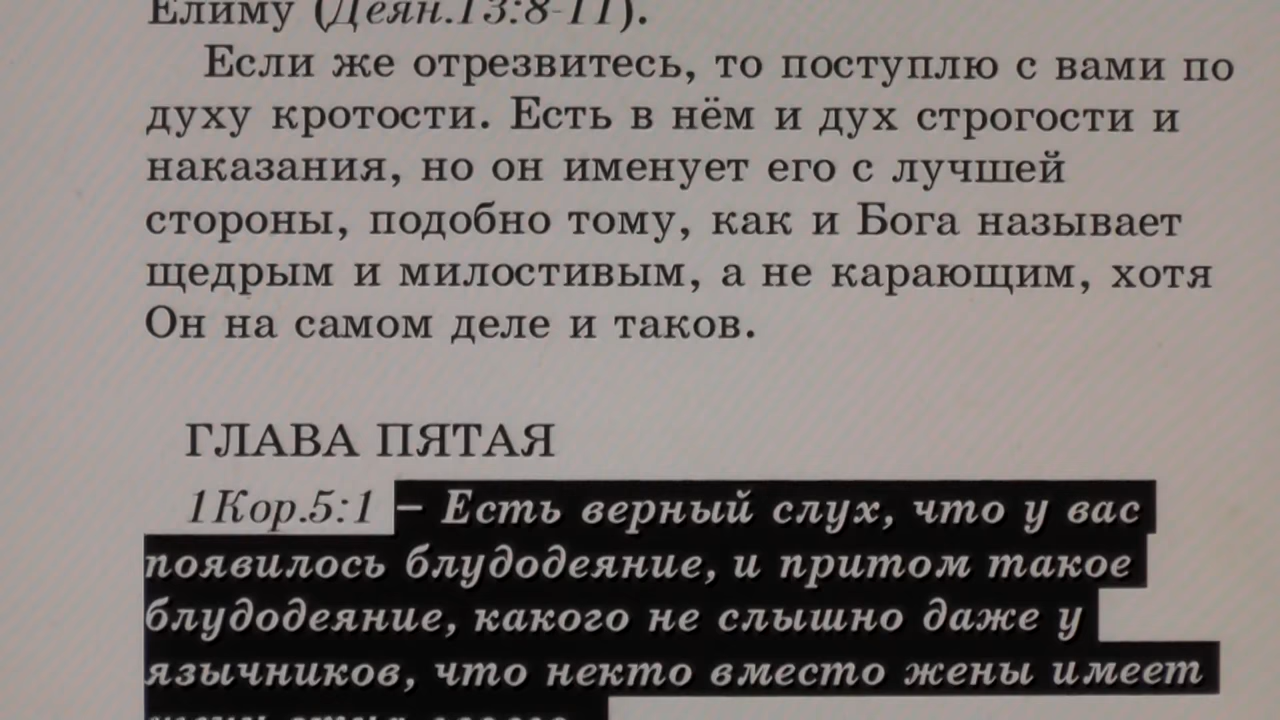 Елиму (Деян.13:8-11).
Если же отрезвитесь, то поступлю с вами по
духу кротости. Есть в нём и дух строгости и
наказания, но он именует его с лучшей
стороны, подобно тому, как и Бога называет
щедрым и милостивым, а не карающим, хотя
Он на самом деле и таков.
ГЛАВА ПЯТАЯ
1Кор.5:1 – Есть верный слух, что у вас
появилось блудодеяние, и притом такое
блудодеяние, какого не слышно даже у
язычников, что некто вместо жены имеет